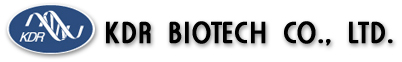 KDR
KDR BIOTECH CO., LTD.